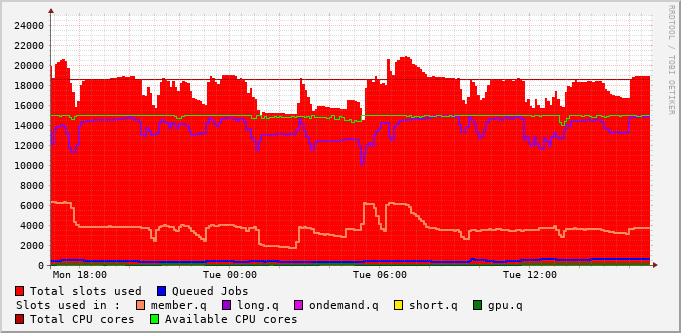 RRDTOOL / TOBI OETIKER
24000
22000
20000
18000
16000
14000
12000
10000
8000
6000
4000
2000
0
Mon 18:00 Tue 00:00 Tue 06:00 Tue 12:00
Total slots used Queued Jobs
Slots used in : member.q long.q ondemand.q short.q gpu.q
Total CPU cores Available CPU cores